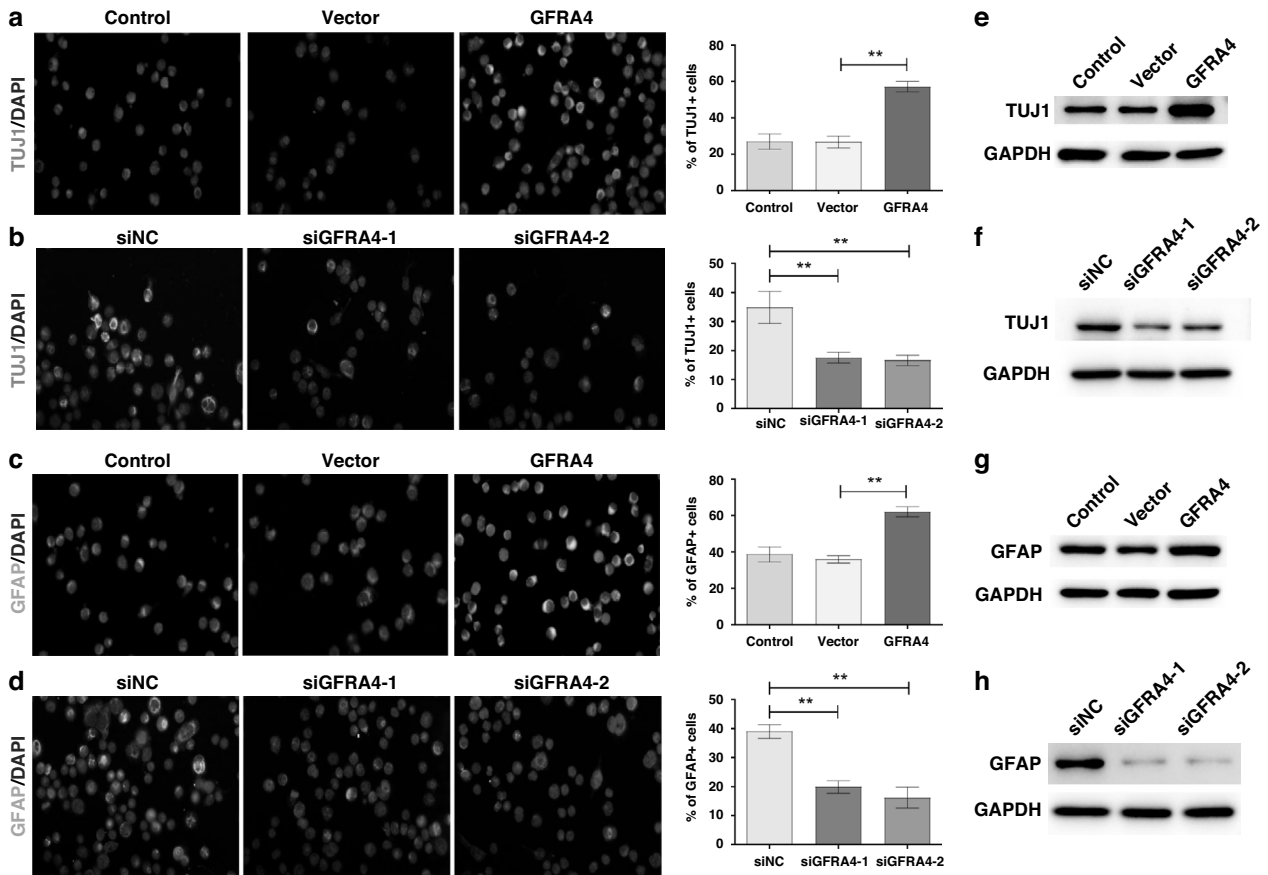 a
Control
Vector
GFRA4
TUJ1/DAPI
% of TUJ1+ cells
80
60
40
20
0
**
Control
Vector
GFRA4
e
Control
Vector
GFRA4
TUJ1
GAPDH
b
siNC
siGFRA4-1
siGFRA4-2
TUJ1/DAPI
% of TUJ1+ cells
50
40
30
20
10
0
**
**
siNC
siGFRA4-1
siGFRA4-2
f
siNC
siGFRA4-1
siGFRA4-2
TUJ1
GAPDH
c
Control
Vector
GFRA4
GFAP/DAPI
% of GFAP+ cells
80
60
40
20
0
**
Control
Vector
GFRA4
g
Control
Vector
GFRA4
GFAP
GAPDH
d
siNC
siGFRA4-1
siGFRA4-2
GFAP/DAPI
% of GFAP+ cells
50
40
30
20
10
0
**
**
siNC
siGFRA4-1
siGFRA4-2
h
siNC
siGFRA4-1
siGFRA4-2
GFAP
GAPDH